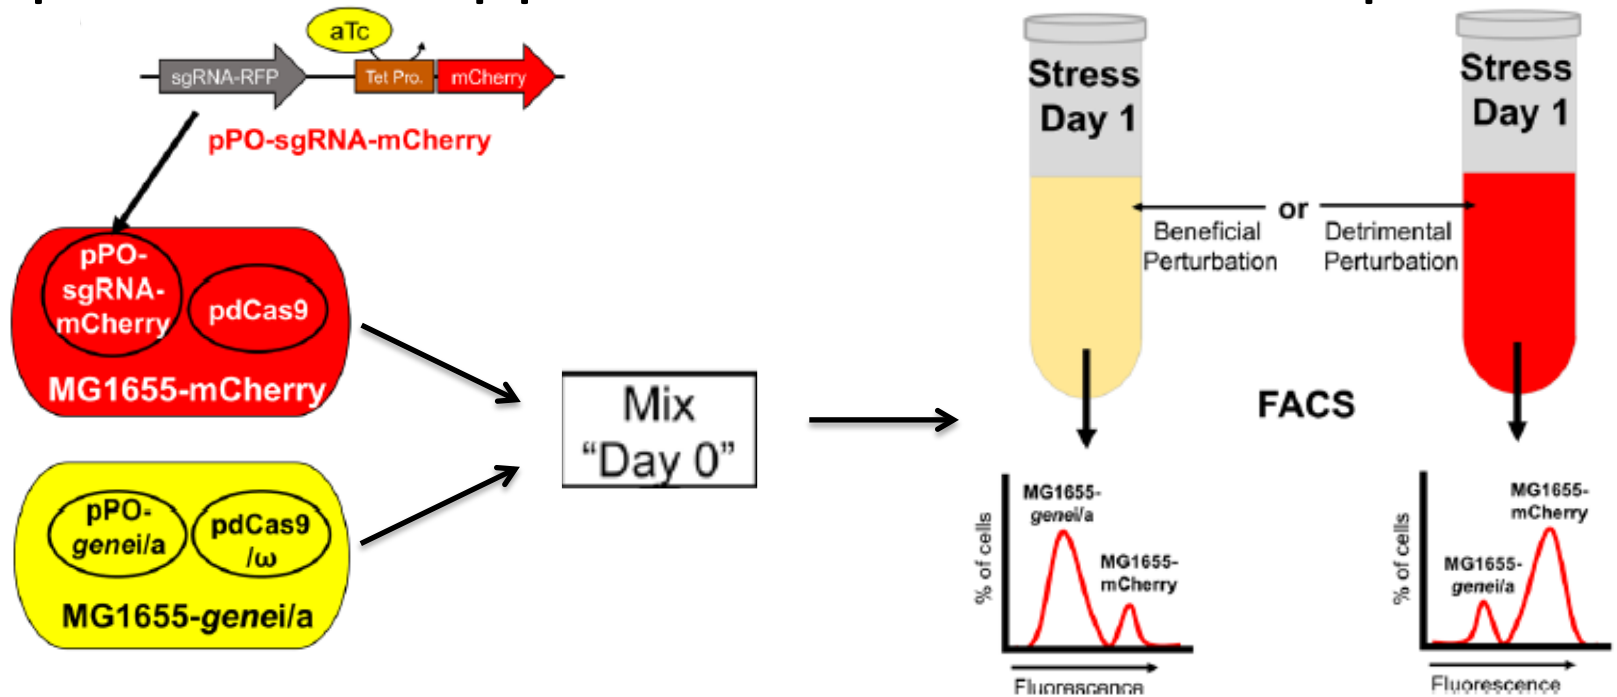 aTc
sgRNA-RFP
Tet Pro.
mCherry
pPO-sgRNA-mCherry
pPO-
sgRNA-
mCherry
pdCas9
MG1655-mCherry
pPO-
genei/a
pdCas9
/ω
MG1655-genei/a
Mix
“Day 0”
Stress
Day 1
Stress
Day 1
or
Beneficial
Perturbation
Detrimental
Perturbation
FACS
MG1655-
genei/a
MG1655-
mCherry
% of cells
Fluorescence
MG1655-
mCherry
MG1655-
genei/a
% of cells
Fluorescence